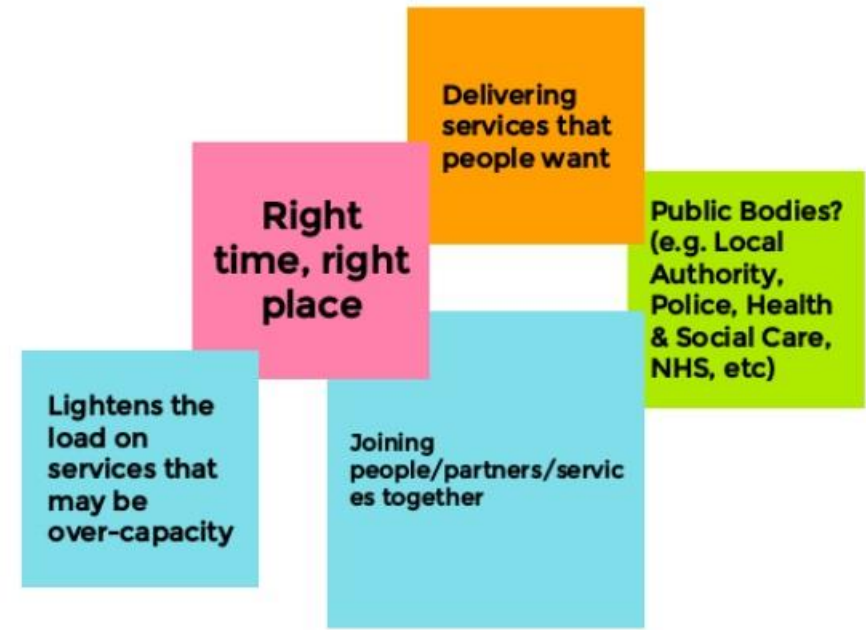 Delivering
services that
people want
Right
time, right
place
Public Bodies?
(e.g. Local
Authority,
Police, Health
& Social Care,
NHS, etc)
Lightens the
load on
services that
may be
over-capacity
Joining
people/partners/servic
es together